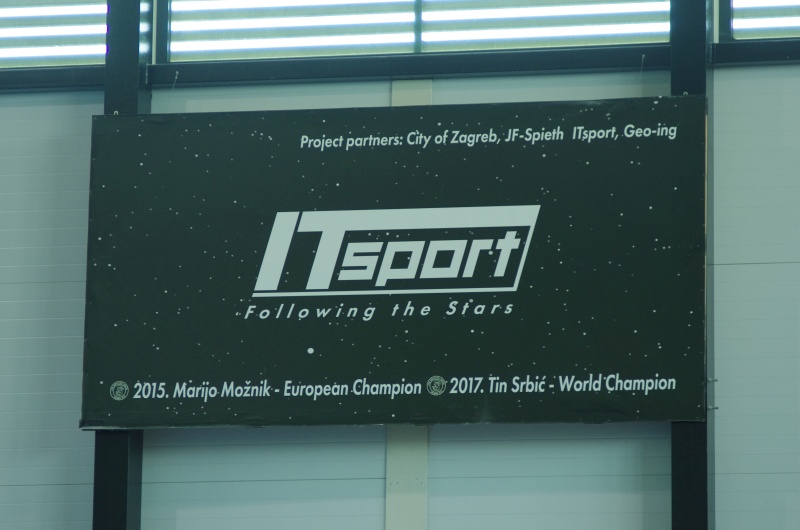 Project partners: City of Zagreb, JF-Spieth ITsport, Geo-ing
ITsport
Following the Stars
2015. Marijo Možnik - European Champion 2017. Tin Srbić - World Champion